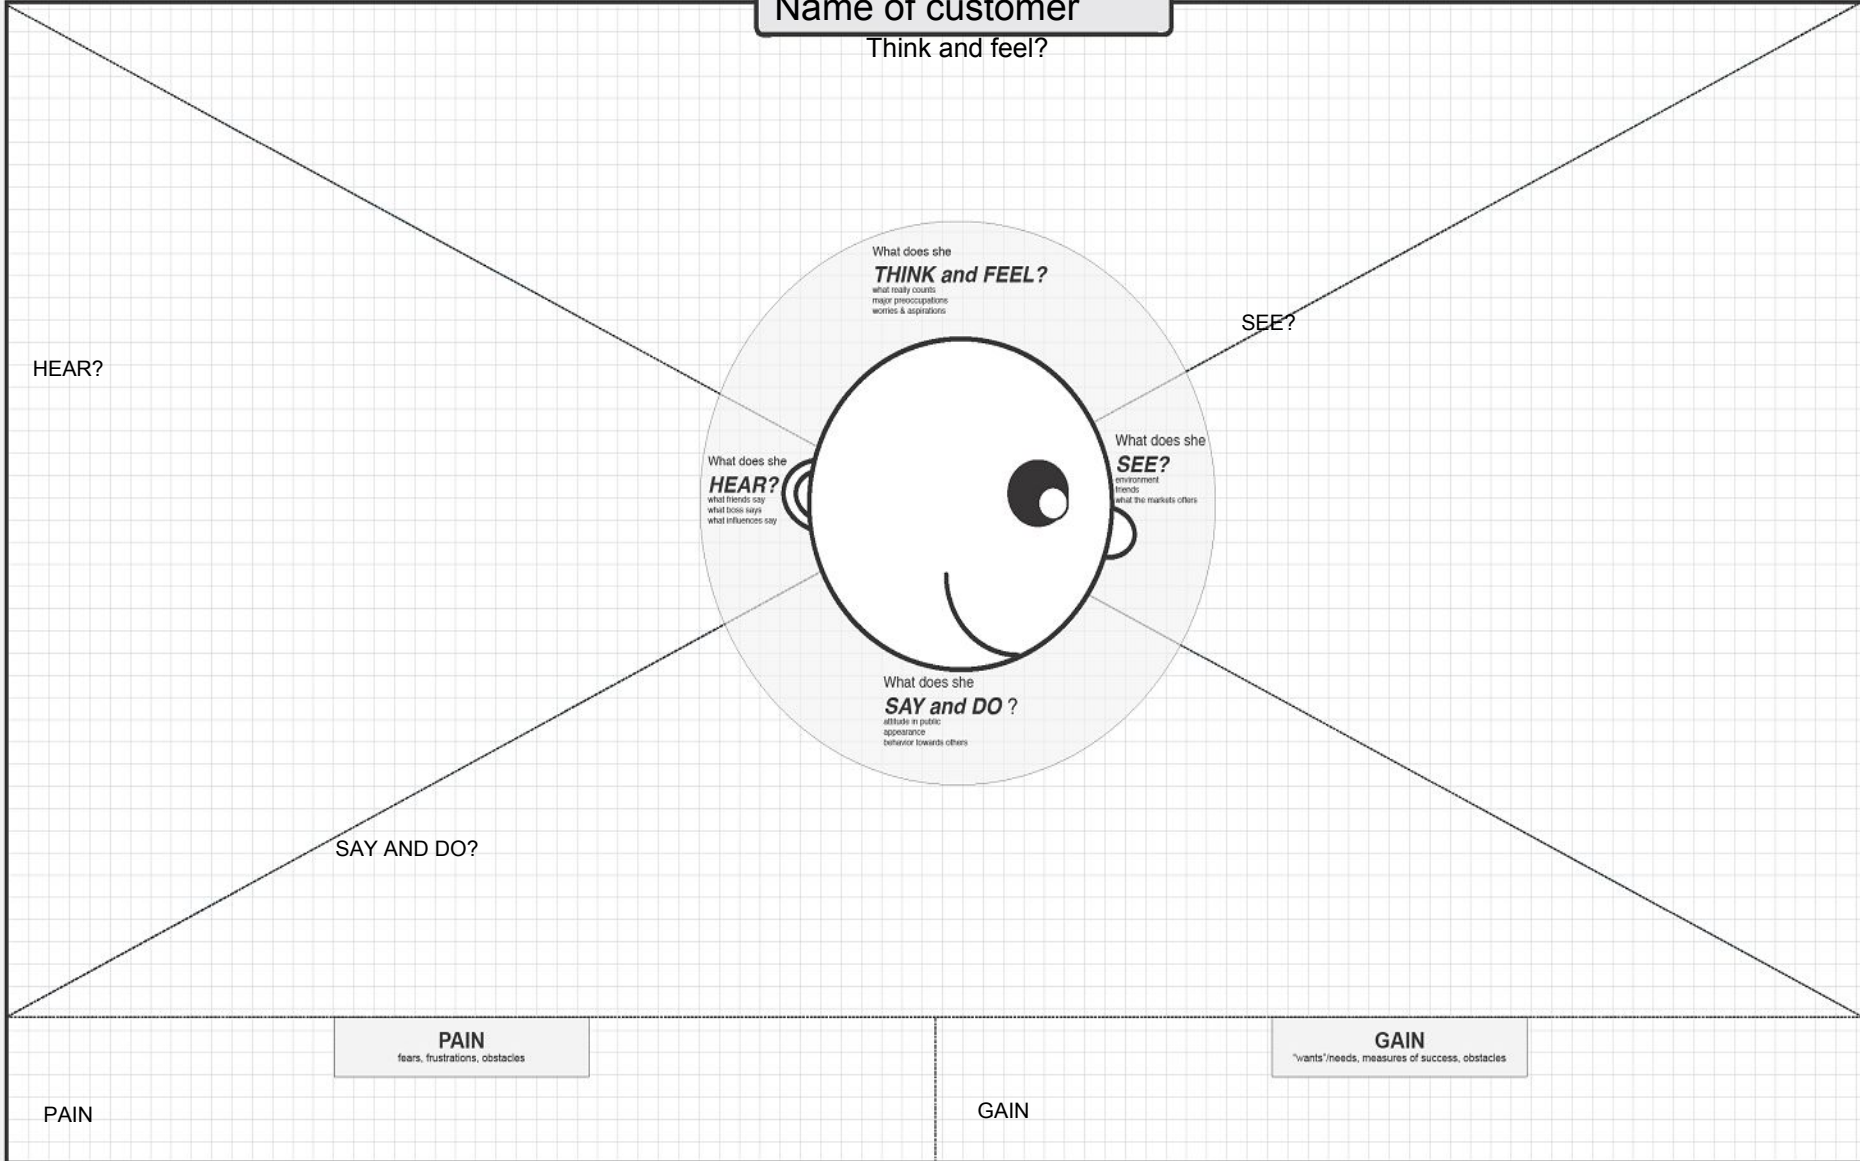 Name of customer
Think and feel?
What does she
THINK and FEEL?
what really counts
major preoccupations
worries & aspirations
SEE?
HEAR?
What does she
HEAR?
what friends say
what boss says
what influences say
What does she
SEE?
environment
friends
what the markets offers
What does she
SAY and DO ?
attitude in public
appearance
behavior towards others
SAY AND DO?
PAIN
fears, frustrations, obstacles
GAIN
"wants"/needs, measures of success, obstacles
PAIN
GAIN